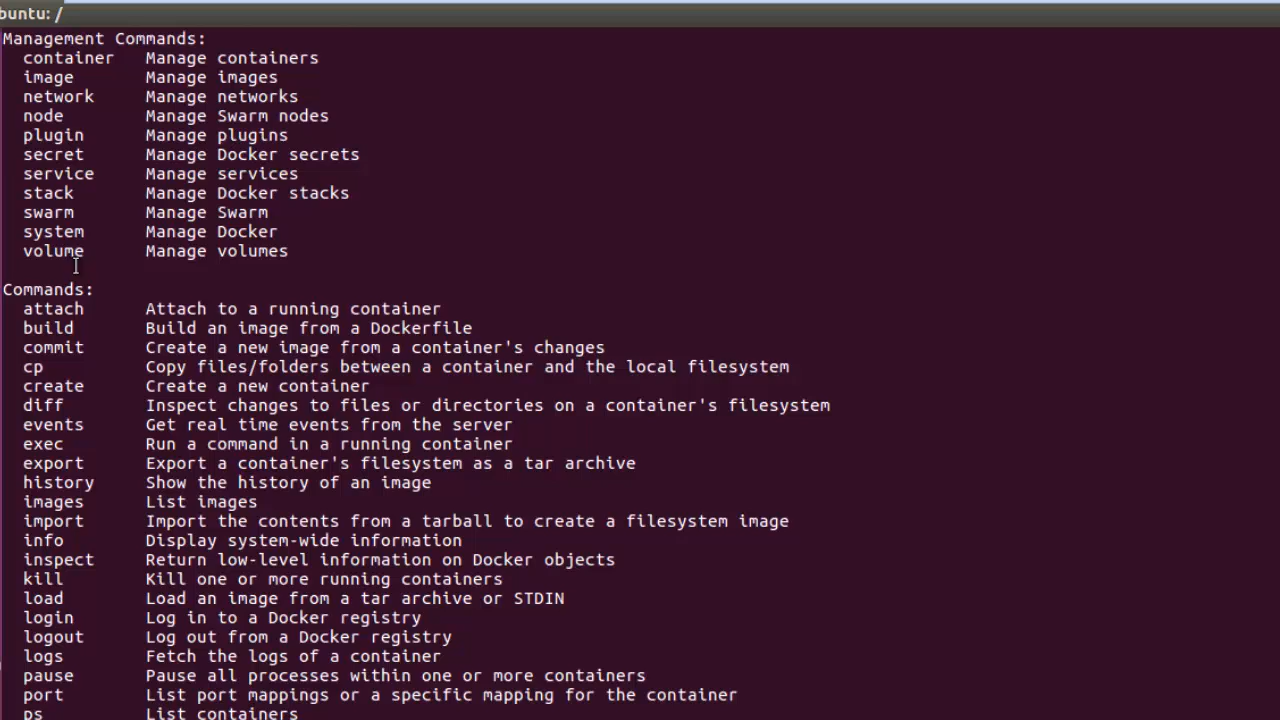 buntu: /
Management Commands:
container Manage containers
image Manage images
network Manage networks
node Manage Swarm nodes
plugin Manage plugins
secret Manage Docker secrets
service Manage services
stack Manage Docker stacks
swarm Manage Swarm
system Manage Docker
volume Manage volumes
Commands:
attach Attach to a running container
build Build an image from a Dockerfile
commit Create a new image from a container's changes
cp Copy files/folders between a container and the local filesystem
create Create a new container
diff Inspect changes to files or directories on a container's filesystem
events Get real time events from the server
exec Run a command in a running container
export Export a container's filesystem as a tar archive
history Show the history of an image
images List images
import Import the contents from a tarball to create a filesystem image
info Display system-wide information
inspect Return low-level information on Docker objects
kill Kill one or more running containers
load Load an image from a tar archive or STDIN
login Log in to a Docker registry
logout Log out from a Docker registry
logs Fetch the logs of a container
pause Pause all processes within one or more containers
port List port mappings or a specific mapping for the container
ps List containers